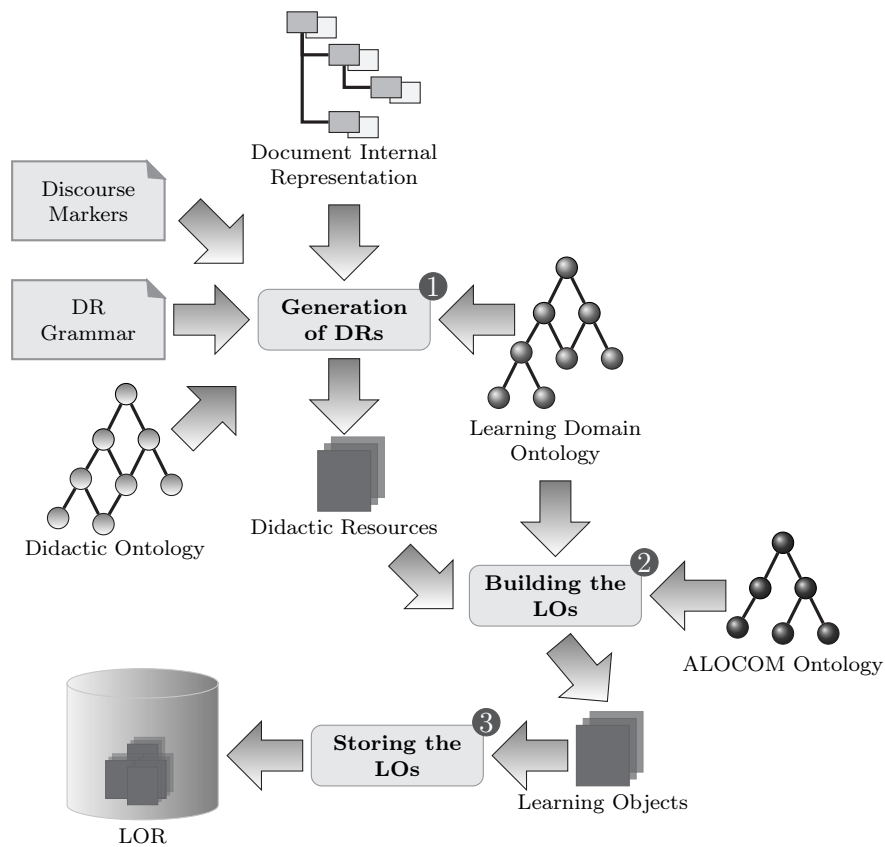 Document Internal
Representation
Discourse
Markers
DR
Grammar
1
Generation
of DRs
Learning Domain
Ontology
Didactic Ontology
Didactic Resources
2
Building the
LOs
ALOCOM Ontology
3
Storing the
LOs
Learning Objects
LOR